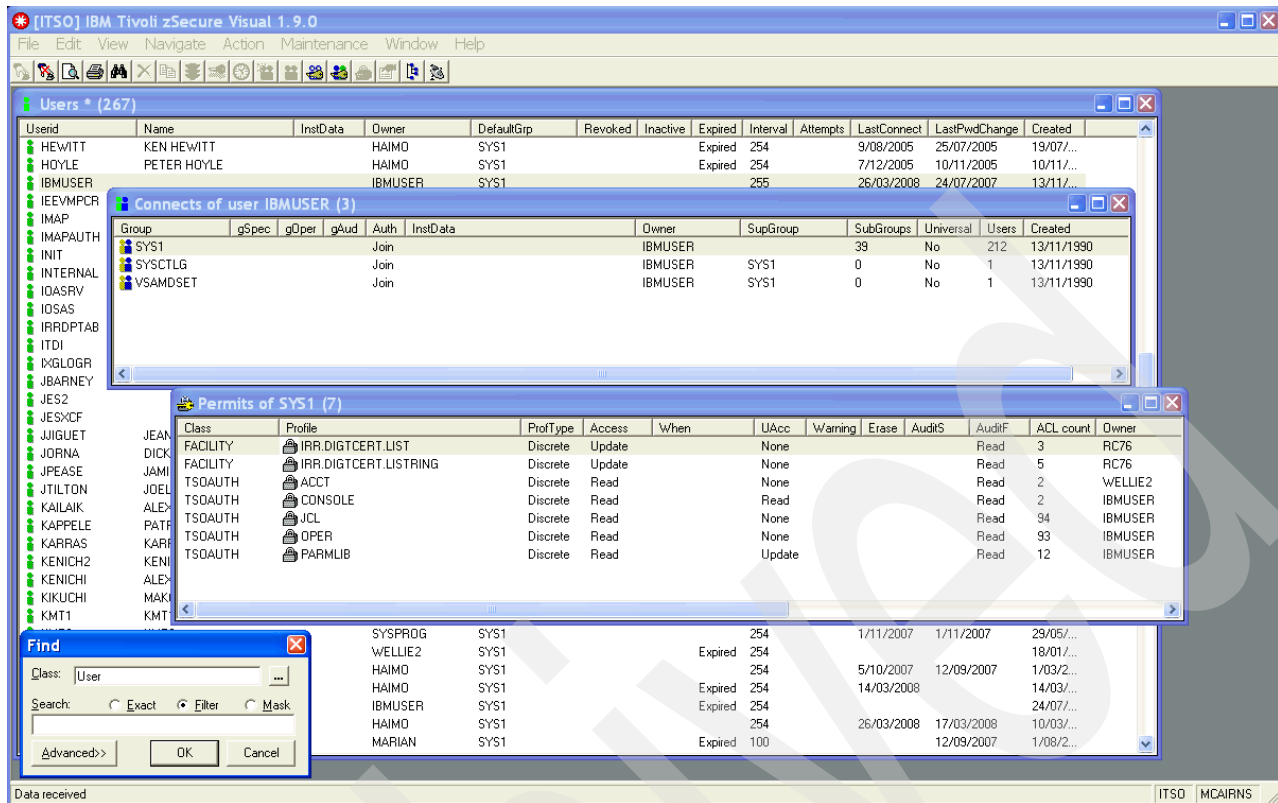 [ITSO] IBM Tivoli zSecure Visual 1.9.0
File Edit View Navigate Action Maintenance Window Help
Users * (267)
Userid Name InstData Owner DefaultGrp Revoked Inactive Expired Interval Attempts LastConnect LastPwdChange Created
HEWITT KEN HEWITT HAIMO SYS1 Expired 254 9/08/2005 25/07/2005 19/07/...
HOYLE PETER HOYLE HAIMO SYS1 Expired 254 7/12/2005 10/11/2005 10/11/...
IBMUSER IBMUSER SYS1 255 26/03/2008 24/07/2007 13/11/...
IEEVMPCR
IMAP
IMAPAUTH
INIT
INTERNAL
IOASRV
IOSAS
IRRDPTAB
ITDI
IXGLOGR
JBARNEY
JES2
JESXCF
JJIGUET JEAN
JORNA DICK
JPEASE JAMI
JTILTON JOEL
KAILAIK ALEX
KAPPELE PATR
KARRAS KARR
KENICH2 KENI
KENICHI ALEX
KIKUCHI MAKI
KMT1 KMT
Connects of user IBMUSER (3)
Group gSpec gOper gAud Auth InstData Owner SupGroup SubGroups Universal Users Created
SYS1 Join IBMUSER 39 No 212 13/11/1990
SYSCTLG Join IBMUSER SYS1 0 No 1 13/11/1990
VSAMDSET Join IBMUSER SYS1 0 No 1 13/11/1990
Permits of SYS1 (7)
Class Profile ProfType Access When UAcc Warning Erase AuditS AuditF ACL count Owner
FACILITY IRR.DIGTCERT.LIST Discrete Update None Read 3 RC76
FACILITY IRR.DIGTCERT.LISTRING Discrete Update None Read 5 RC76
TSOAUTH ACCT Discrete Read None Read 2 WELLIE2
TSOAUTH CONSOLE Discrete Read Read Read 2 IBMUSER
TSOAUTH JCL Discrete Read None Read 94 IBMUSER
TSOAUTH OPER Discrete Read None Read 93 IBMUSER
TSOAUTH PARMLIB Discrete Read Update Read 12 IBMUSER
SYSPROG SYS1 254 1/11/2007 1/11/2007 29/05/...
WELLIE2 SYS1 Expired 254 18/01/...
HAIMO SYS1 254 5/10/2007 12/09/2007 1/03/2...
HAIMO SYS1 Expired 254 14/03/2008 14/03/...
IBMUSER SYS1 Expired 254 24/07/...
HAIMO SYS1 254 26/03/2008 17/03/2008 10/03/...
MARIAN SYS1 Expired 100 12/09/2007 1/08/2...
Find
Class: User ...
Search: Exact Filter Mask
Advanced>> OK Cancel
Data received ITSO MCAIRNS